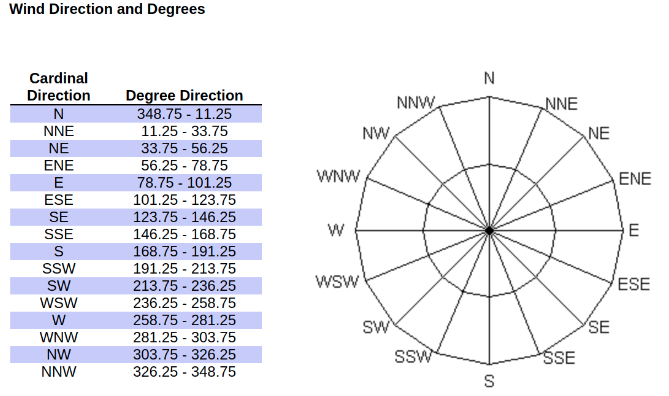 Wind Direction and Degrees
Cardinal
Direction Degree Direction
N 348.75 - 11.25
NNE 11.25 - 33.75
NE 33.75 - 56.25
ENE 56.25 - 78.75
E 78.75 - 101.25
ESE 101.25 - 123.75
SE 123.75 - 146.25
SSE 146.25 - 168.75
S 168.75 - 191.25
SSW 191.25 - 213.75
SW 213.75 - 236.25
WSW 236.25 - 258.75
W 258.75 - 281.25
WNW 281.25 - 303.75
NW 303.75 - 326.25
NNW 326.25 - 348.75
N
NNW NNE
NW NE
WNW ENE
W E
WSW ESE
SW SE
SSW SSE
S